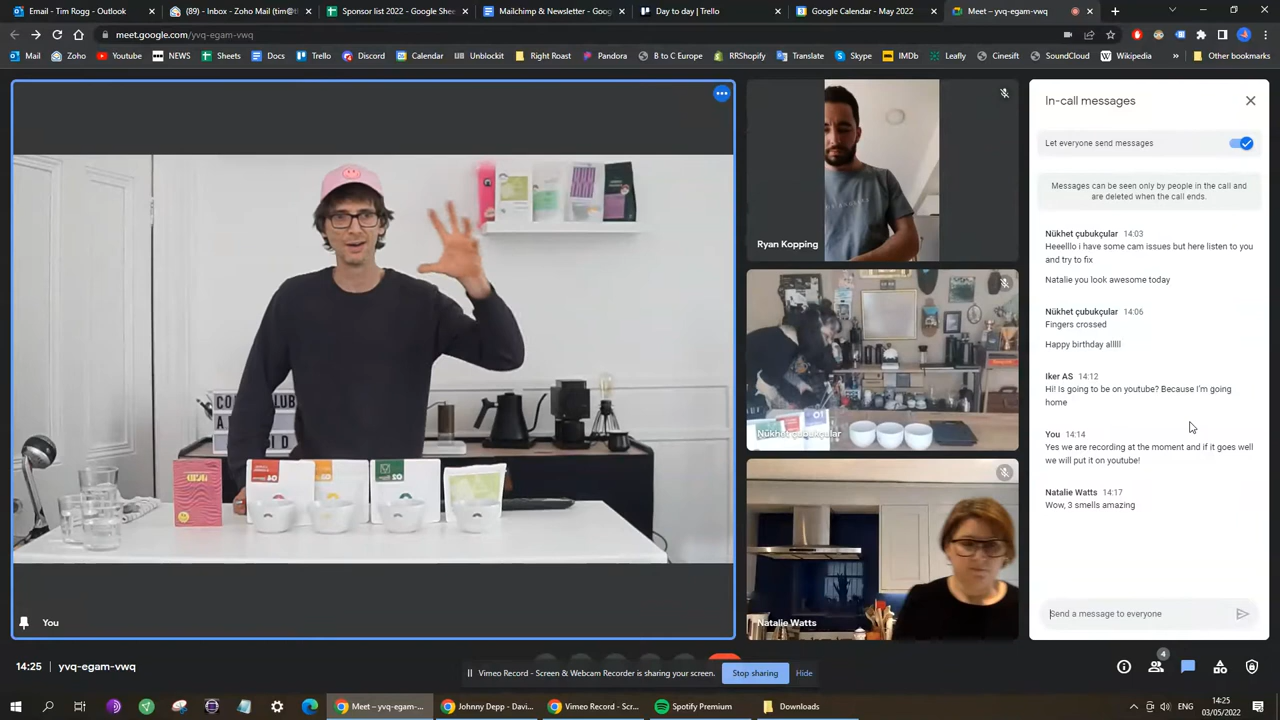 Email - Tim Rogg - Outlook
(89) - Inbox - Zoho Mail (tim@th
Sponsor list 2022 - Google Shee
Mailchimp & Newsletter - Goog
Day to day | Trello
Google Calendar - May 2022
Meet – yvq-egam-vwq
meet.google.com/yvq-egam-vwq
Mail
Zoho
Youtube
NEWS
Sheets
Docs
Trello
Discord
Calendar
Unblockit
Right Roast
Pandora
B to C Europe
RRShopify
Translate
Skype
IMDb
Leafly
Cinesift
SoundCloud
Wikipedia
Other bookmarks
You
Ryan Kopping
Nükhet çubukçular
Natalie Watts
In-call messages
Let everyone send messages
Messages can be seen only by people in the call and
are deleted when the call ends.
Nükhet çubukçular 14:03
Heeelllo i have some cam issues but here listen to you
and try to fix
Natalie you look awesome today
Nükhet çubukçular 14:06
Fingers crossed
Happy birthday alllll
Iker AS 14:12
Hi! Is going to be on youtube? Because I'm going
home
You 14:14
Yes we are recording at the moment and if it goes well
we will put it on youtube!
Natalie Watts 14:17
Wow, 3 smells amazing
Send a message to everyone
14:25 yvq-egam-vwq
Vimeo Record - Screen & Webcam Recorder is sharing your screen.
Stop sharing
Hide
4
Meet – yvq-egam-...
Johnny Depp - Davi...
Vimeo Record - Scr...
Spotify Premium
Downloads
14:25
03/05/2022